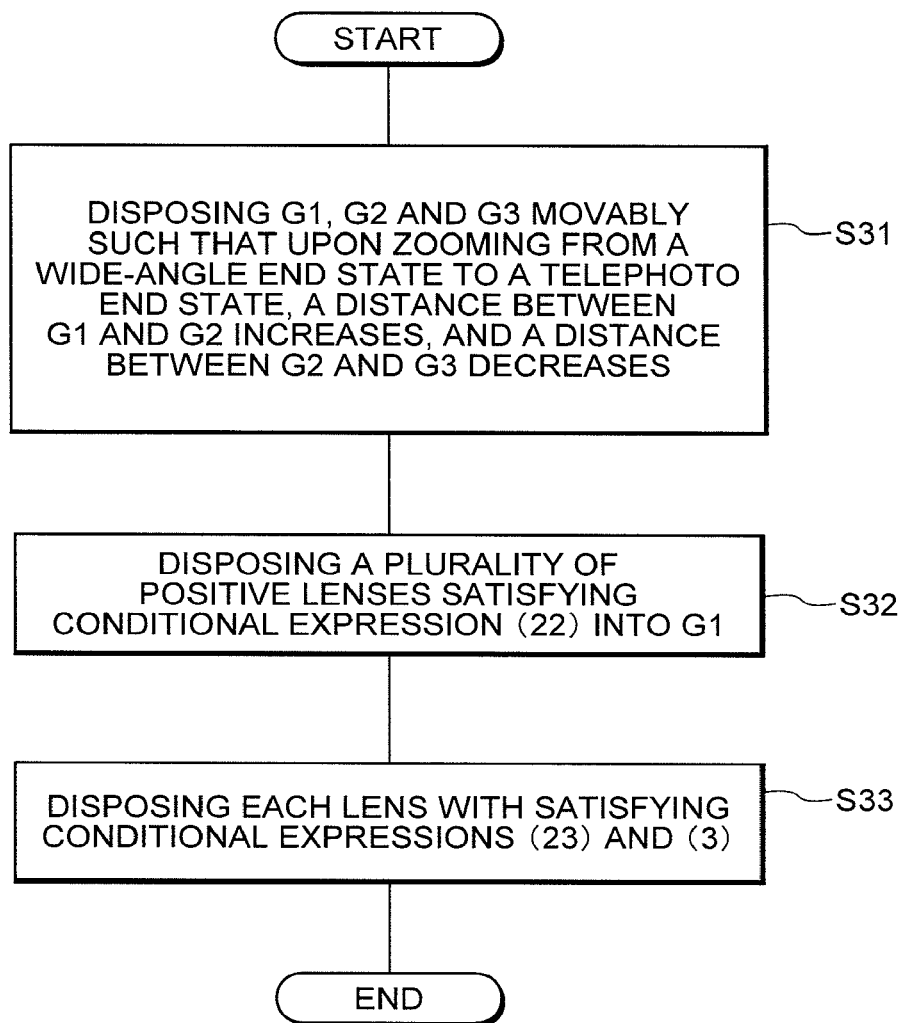 START
DISPOSING G1, G2 AND G3 MOVABLY
SUCH THAT UPON ZOOMING FROM A
WIDE-ANGLE END STATE TO A TELEPHOTO
END STATE, A DISTANCE BETWEEN
G1 AND G2 INCREASES, AND A DISTANCE
BETWEEN G2 AND G3 DECREASES
S31
DISPOSING A PLURALITY OF
POSITIVE LENSES SATISFYING
CONDITIONAL EXPRESSION (22) INTO G1
S32
DISPOSING EACH LENS WITH SATISFYING
CONDITIONAL EXPRESSIONS (23) AND (3)
S33
END